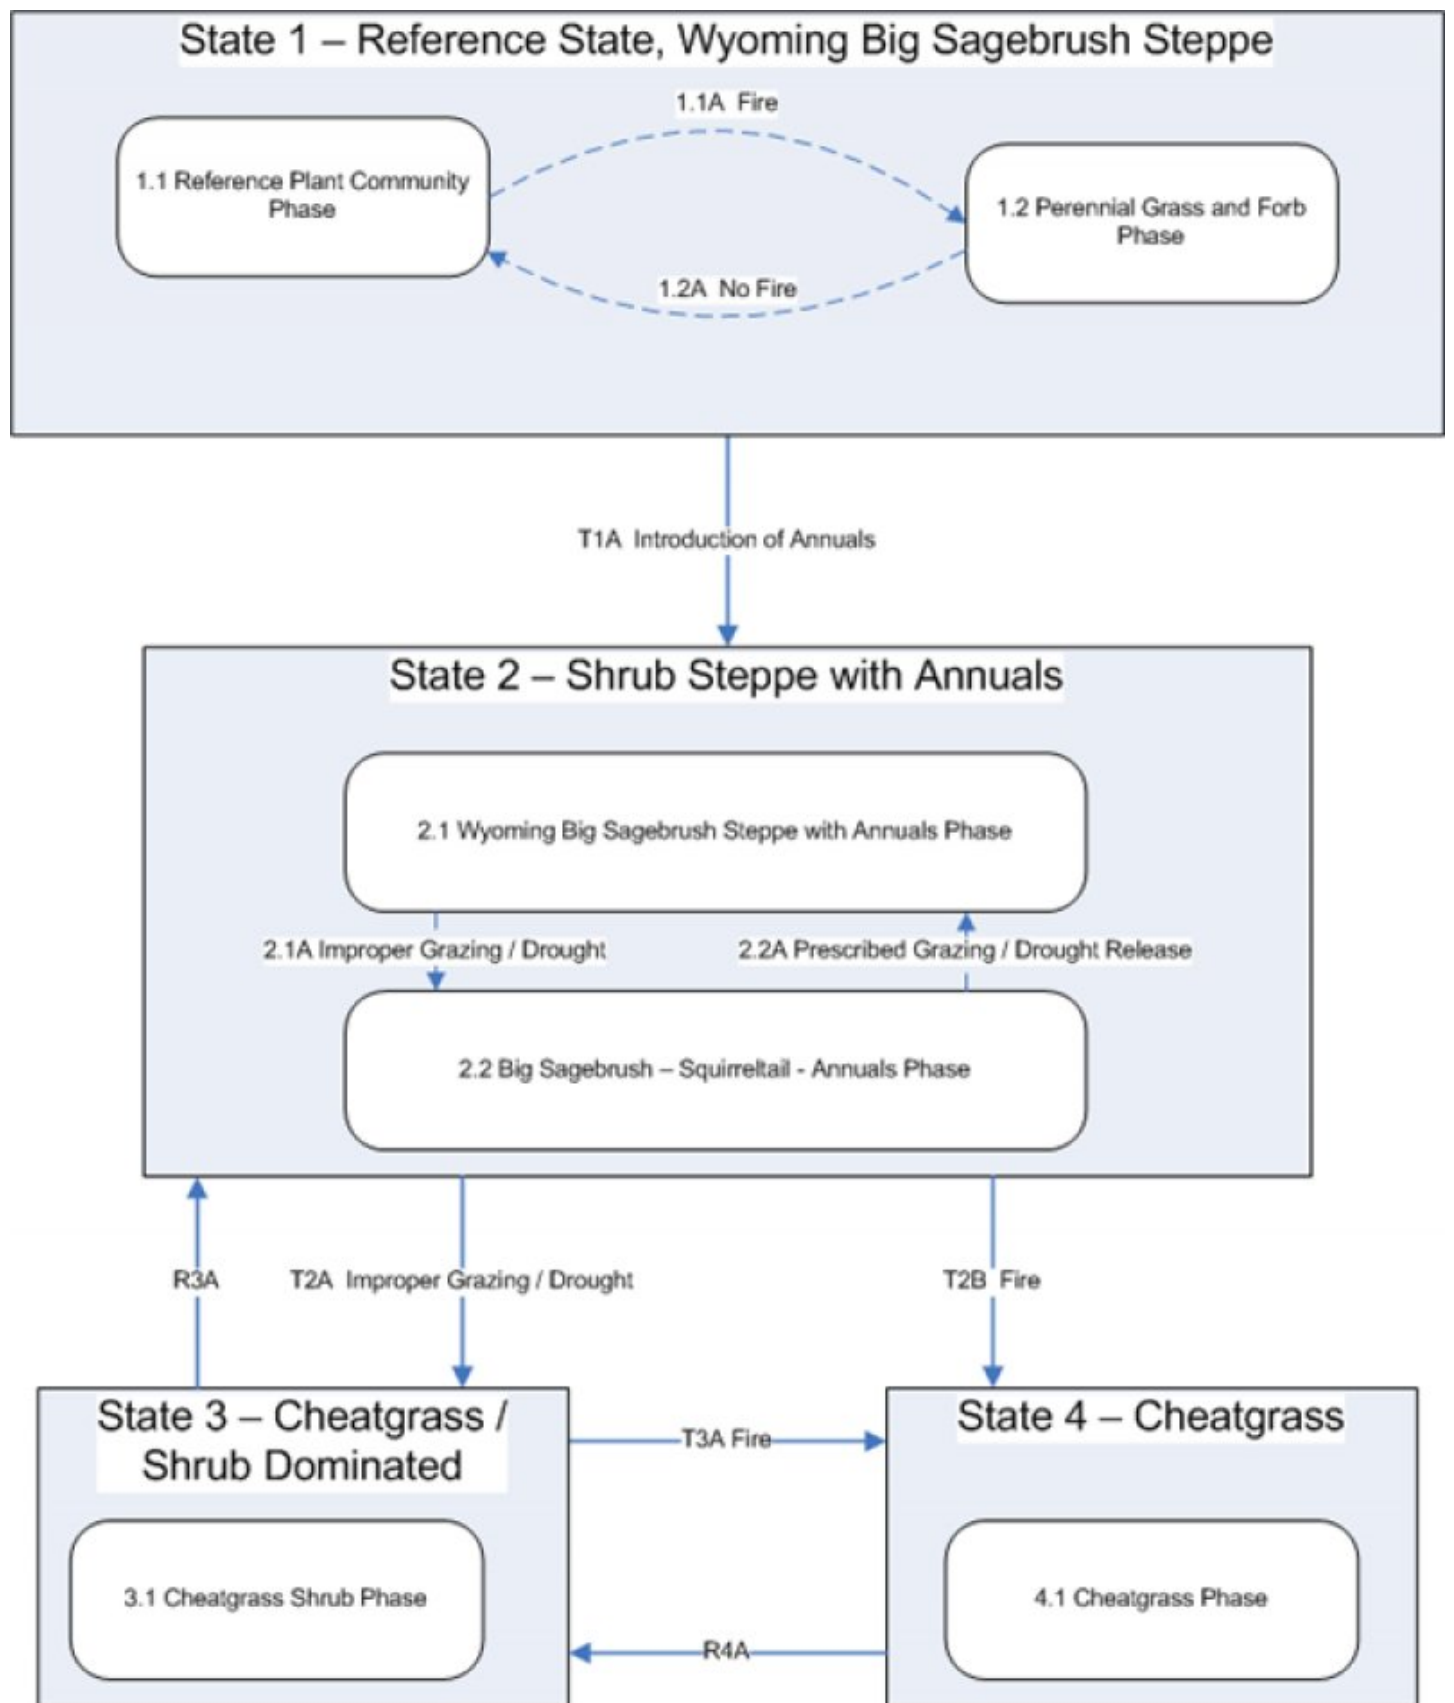 State 1 – Reference State, Wyoming Big Sagebrush Steppe
1.1A  Fire
1.1 Reference Plant Community
Phase
1.2 Perennial Grass and Forb
Phase
1.2A  No Fire
T1A  Introduction of Annuals
State 2 – Shrub Steppe with Annuals
2.1 Wyoming Big Sagebrush Steppe with Annuals Phase
2.1A Improper Grazing / Drought
2.2A Prescribed Grazing / Drought Release
2.2 Big Sagebrush – Squirreltail - Annuals Phase
R3A
T2A  Improper Grazing / Drought
T2B  Fire
State 3 – Cheatgrass /
Shrub Dominated
T3A Fire
State 4 – Cheatgrass
3.1 Cheatgrass Shrub Phase
4.1 Cheatgrass Phase
R4A